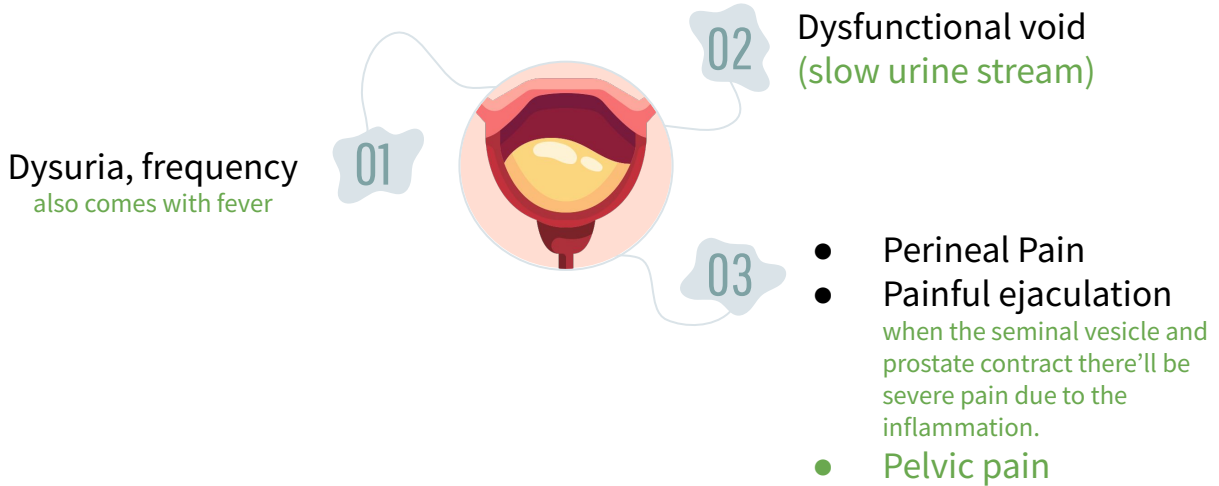 01
Dysuria, frequency
also comes with fever
02
Dysfunctional void
(slow urine stream)
03
● Perineal Pain
● Painful ejaculation
when the seminal vesicle and
prostate contract there’ll be
severe pain due to the
inflammation.
● Pelvic pain